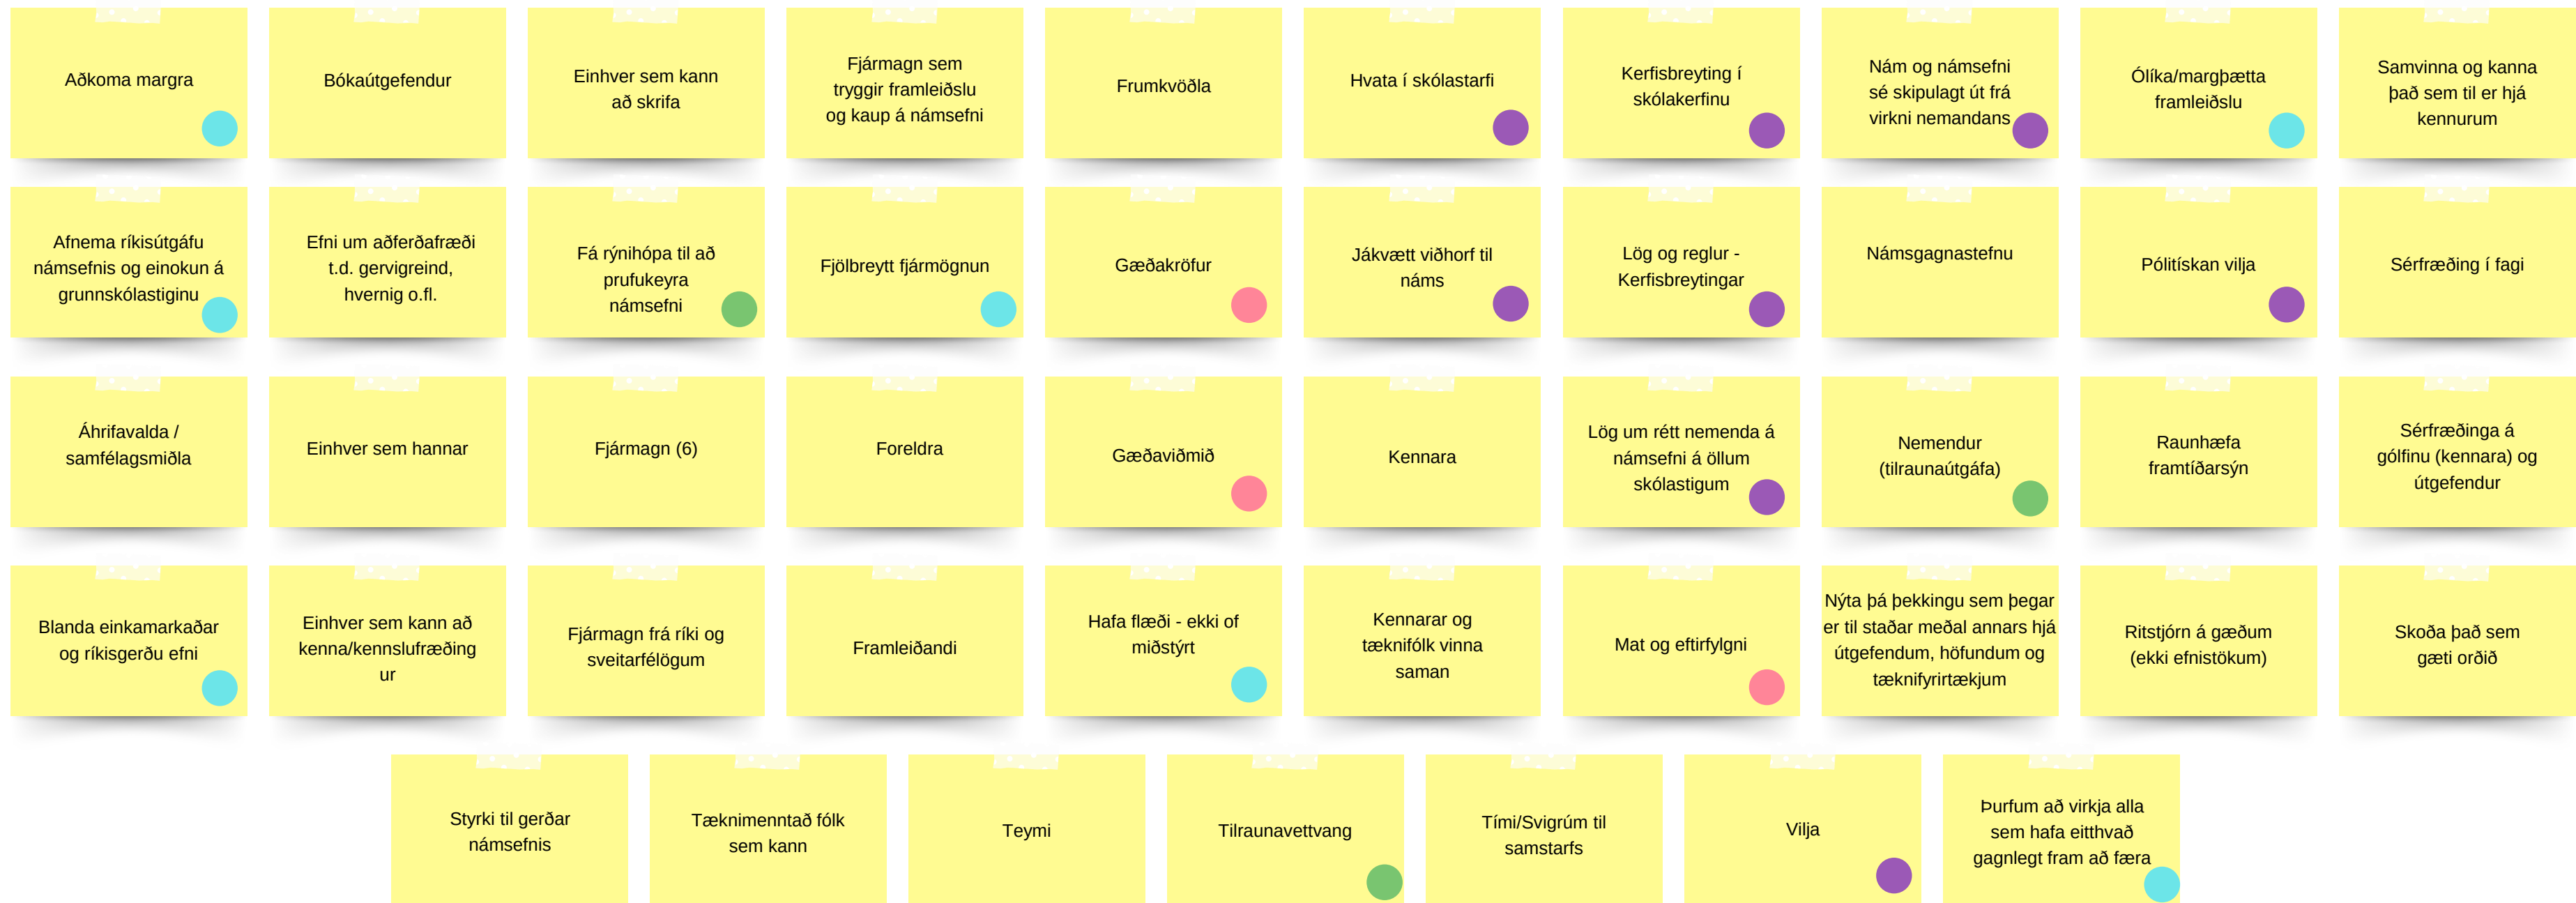 Aðkoma margra
Bókaútgefendur
Einhver sem kann
að skrifa
Fjármagn sem
tryggir framleiðslu
og kaup á námsefni
Frumkvöðla
Hvata í skólastarfi
Kerfisbreyting í
skólakerfinu
Nám og námsefni
sé skipulagt út frá
virkni nemandans
Ólíka/margþætta
framleiðslu
Samvinna og kanna
það sem til er hjá
kennurum
Afnema ríkisútgáfu
námsefnis og einokun á
grunnskólastiginu
Efni um aðferðafræði
t.d. gervigreind,
hvernig o.fl.
Fá rýnihópa til að
prufukeyra
námsefni
Fjölbreytt fjármögnun
Gæðakröfur
Jákvætt viðhorf til
náms
Lög og reglur -
Kerfisbreytingar
Námsgagnastefnu
Pólitískan vilja
Sérfræðing í fagi
Áhrifavalda /
samfélagsmiðla
Einhver sem hannar
Fjármagn (6)
Foreldra
Gæðaviðmið
Kennara
Lög um rétt nemenda á
námsefni á öllum
skólastigum
Nemendur
(tilraunaútgáfa)
Raunhæfa
framtíðarsýn
Sérfræðinga á
gólfinu (kennara) og
útgefendur
Blanda einkamarkaðar
og ríkisgerðu efni
Einhver sem kann að
kenna/kennslufræðing
ur
Fjármagn frá ríki og
sveitarfélögum
Framleiðandi
Hafa flæði - ekki of
miðstýrt
Kennarar og
tæknifólk vinna
saman
Mat og eftirfylgni
Nýta þá þekkingu sem þegar
er til staðar meðal annars hjá
útgefendum, höfundum og
tæknifyrirtækjum
Ritstjórn á gæðum
(ekki efnistökum)
Skoða það sem
gæti orðið
Styrki til gerðar
námsefnis
Tæknimenntað fólk
sem kann
Teymi
Tilraunavettvang
Tími/Svigrúm til
samstarfs
Vilja
Þurfum að virkja alla
sem hafa eitthvað
gagnlegt fram að færa